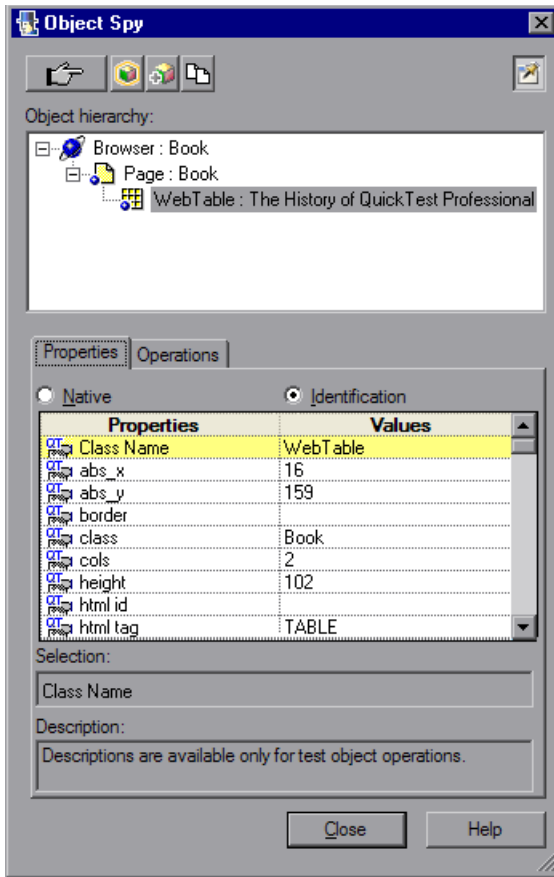 Object Spy
Object hierarchy:
Browser : Book
Page : Book
WebTable : The History of QuickTest Professional
Properties Operations
Native Identification
Properties Values
Class Name WebTable
abs_x 16
abs_y 159
border
class Book
cols 2
height 102
html id
html tag TABLE
Selection:
Class Name
Description:
Descriptions are available only for test object operations.
Close Help